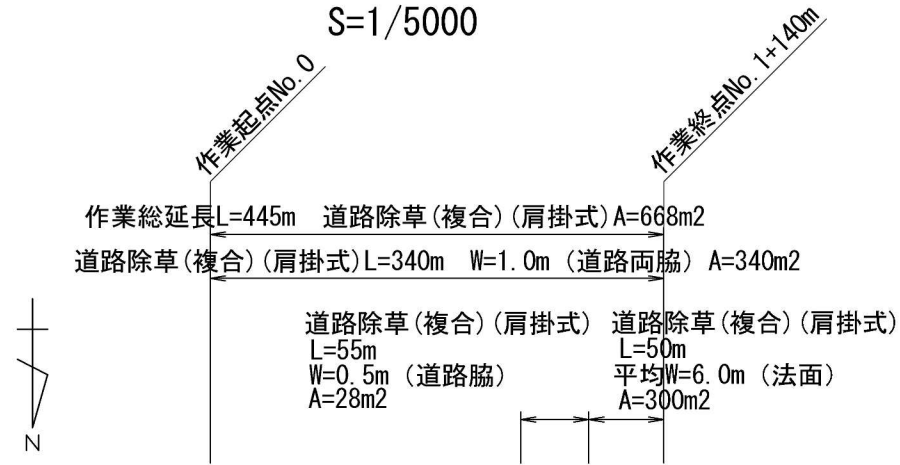 S=1/5000
作業起点No.0
作業終点No.1+140m
作業総延長L=445m 道路除草(複合)(肩掛式)A=668m2
道路除草(複合)(肩掛式)L=340m W=1.0m (道路両脇) A=340m2
道路除草(複合)(肩掛式)
L=55m
W=0.5m (道路脇)
A=28m2
道路除草(複合)(肩掛式)
L=50m
平均W=6.0m (法面)
A=300m2
N